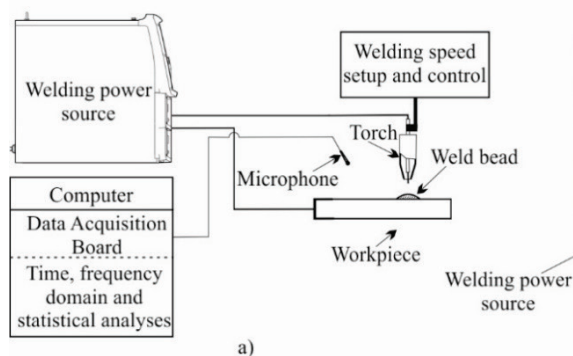 Welding power
source
Welding speed
setup and control
Torch
Weld bead
Microphone
Computer
Data Acquisition
Board
Time, frequency
domain and
statistical analyses
Workpiece
Welding power
source
a)